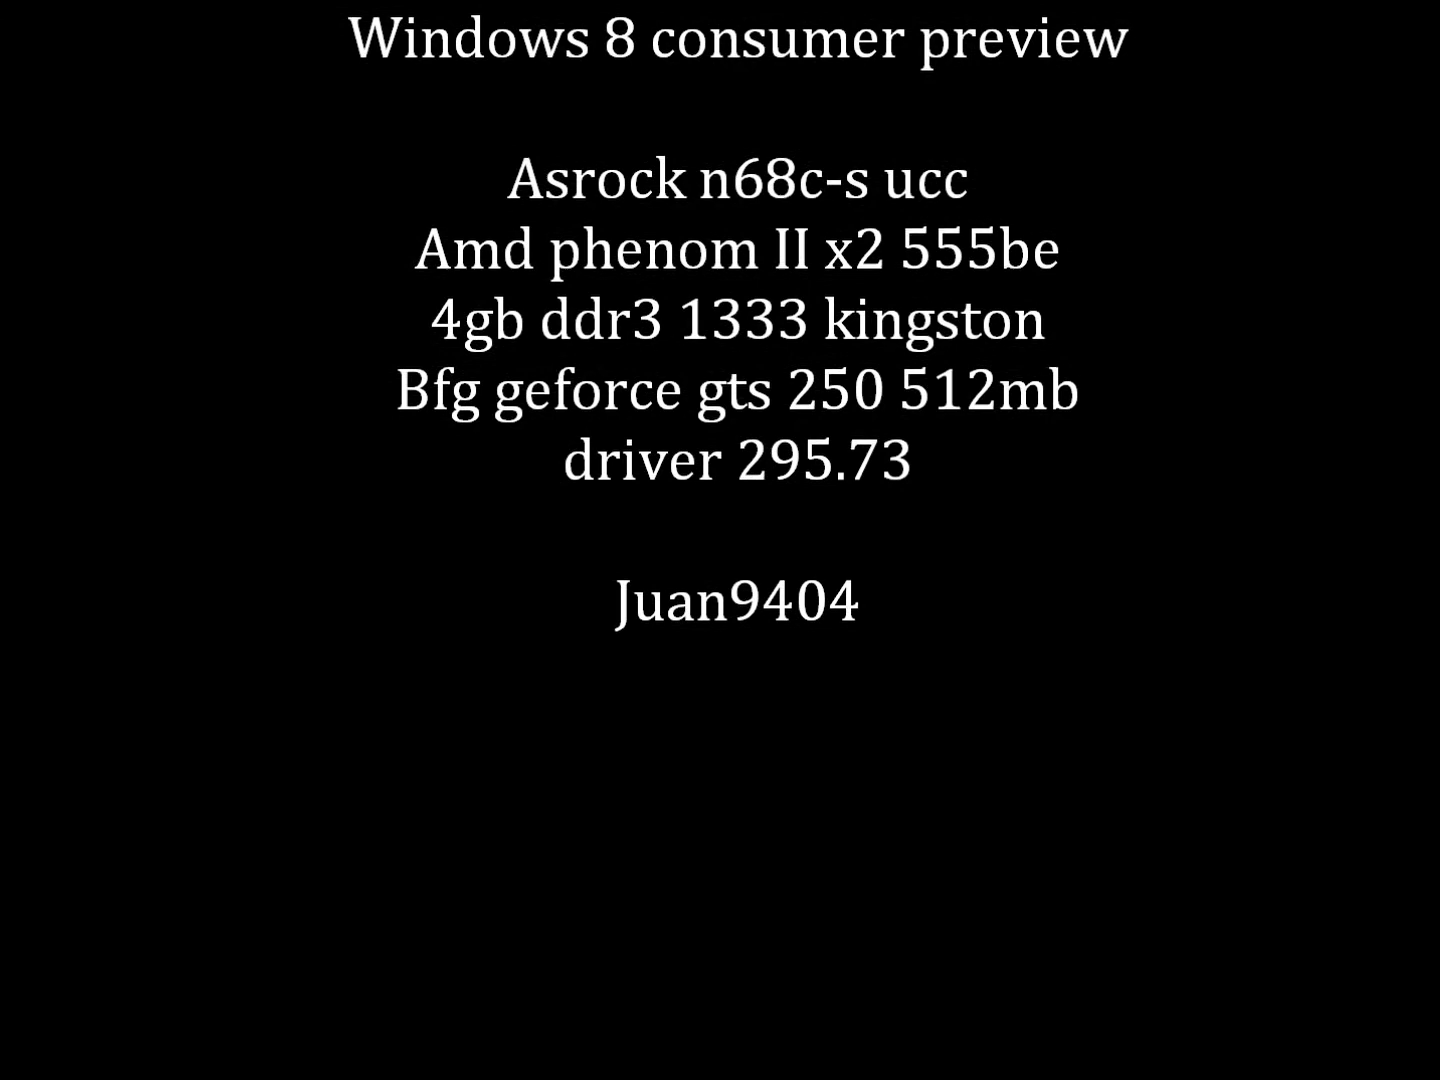 Windows 8 consumer preview
Asrock n68c-s ucc
Amd phenom II x2 555be
4gb ddr3 1333 kingston
Bfg geforce gts 250 512mb
driver 295.73
Juan9404